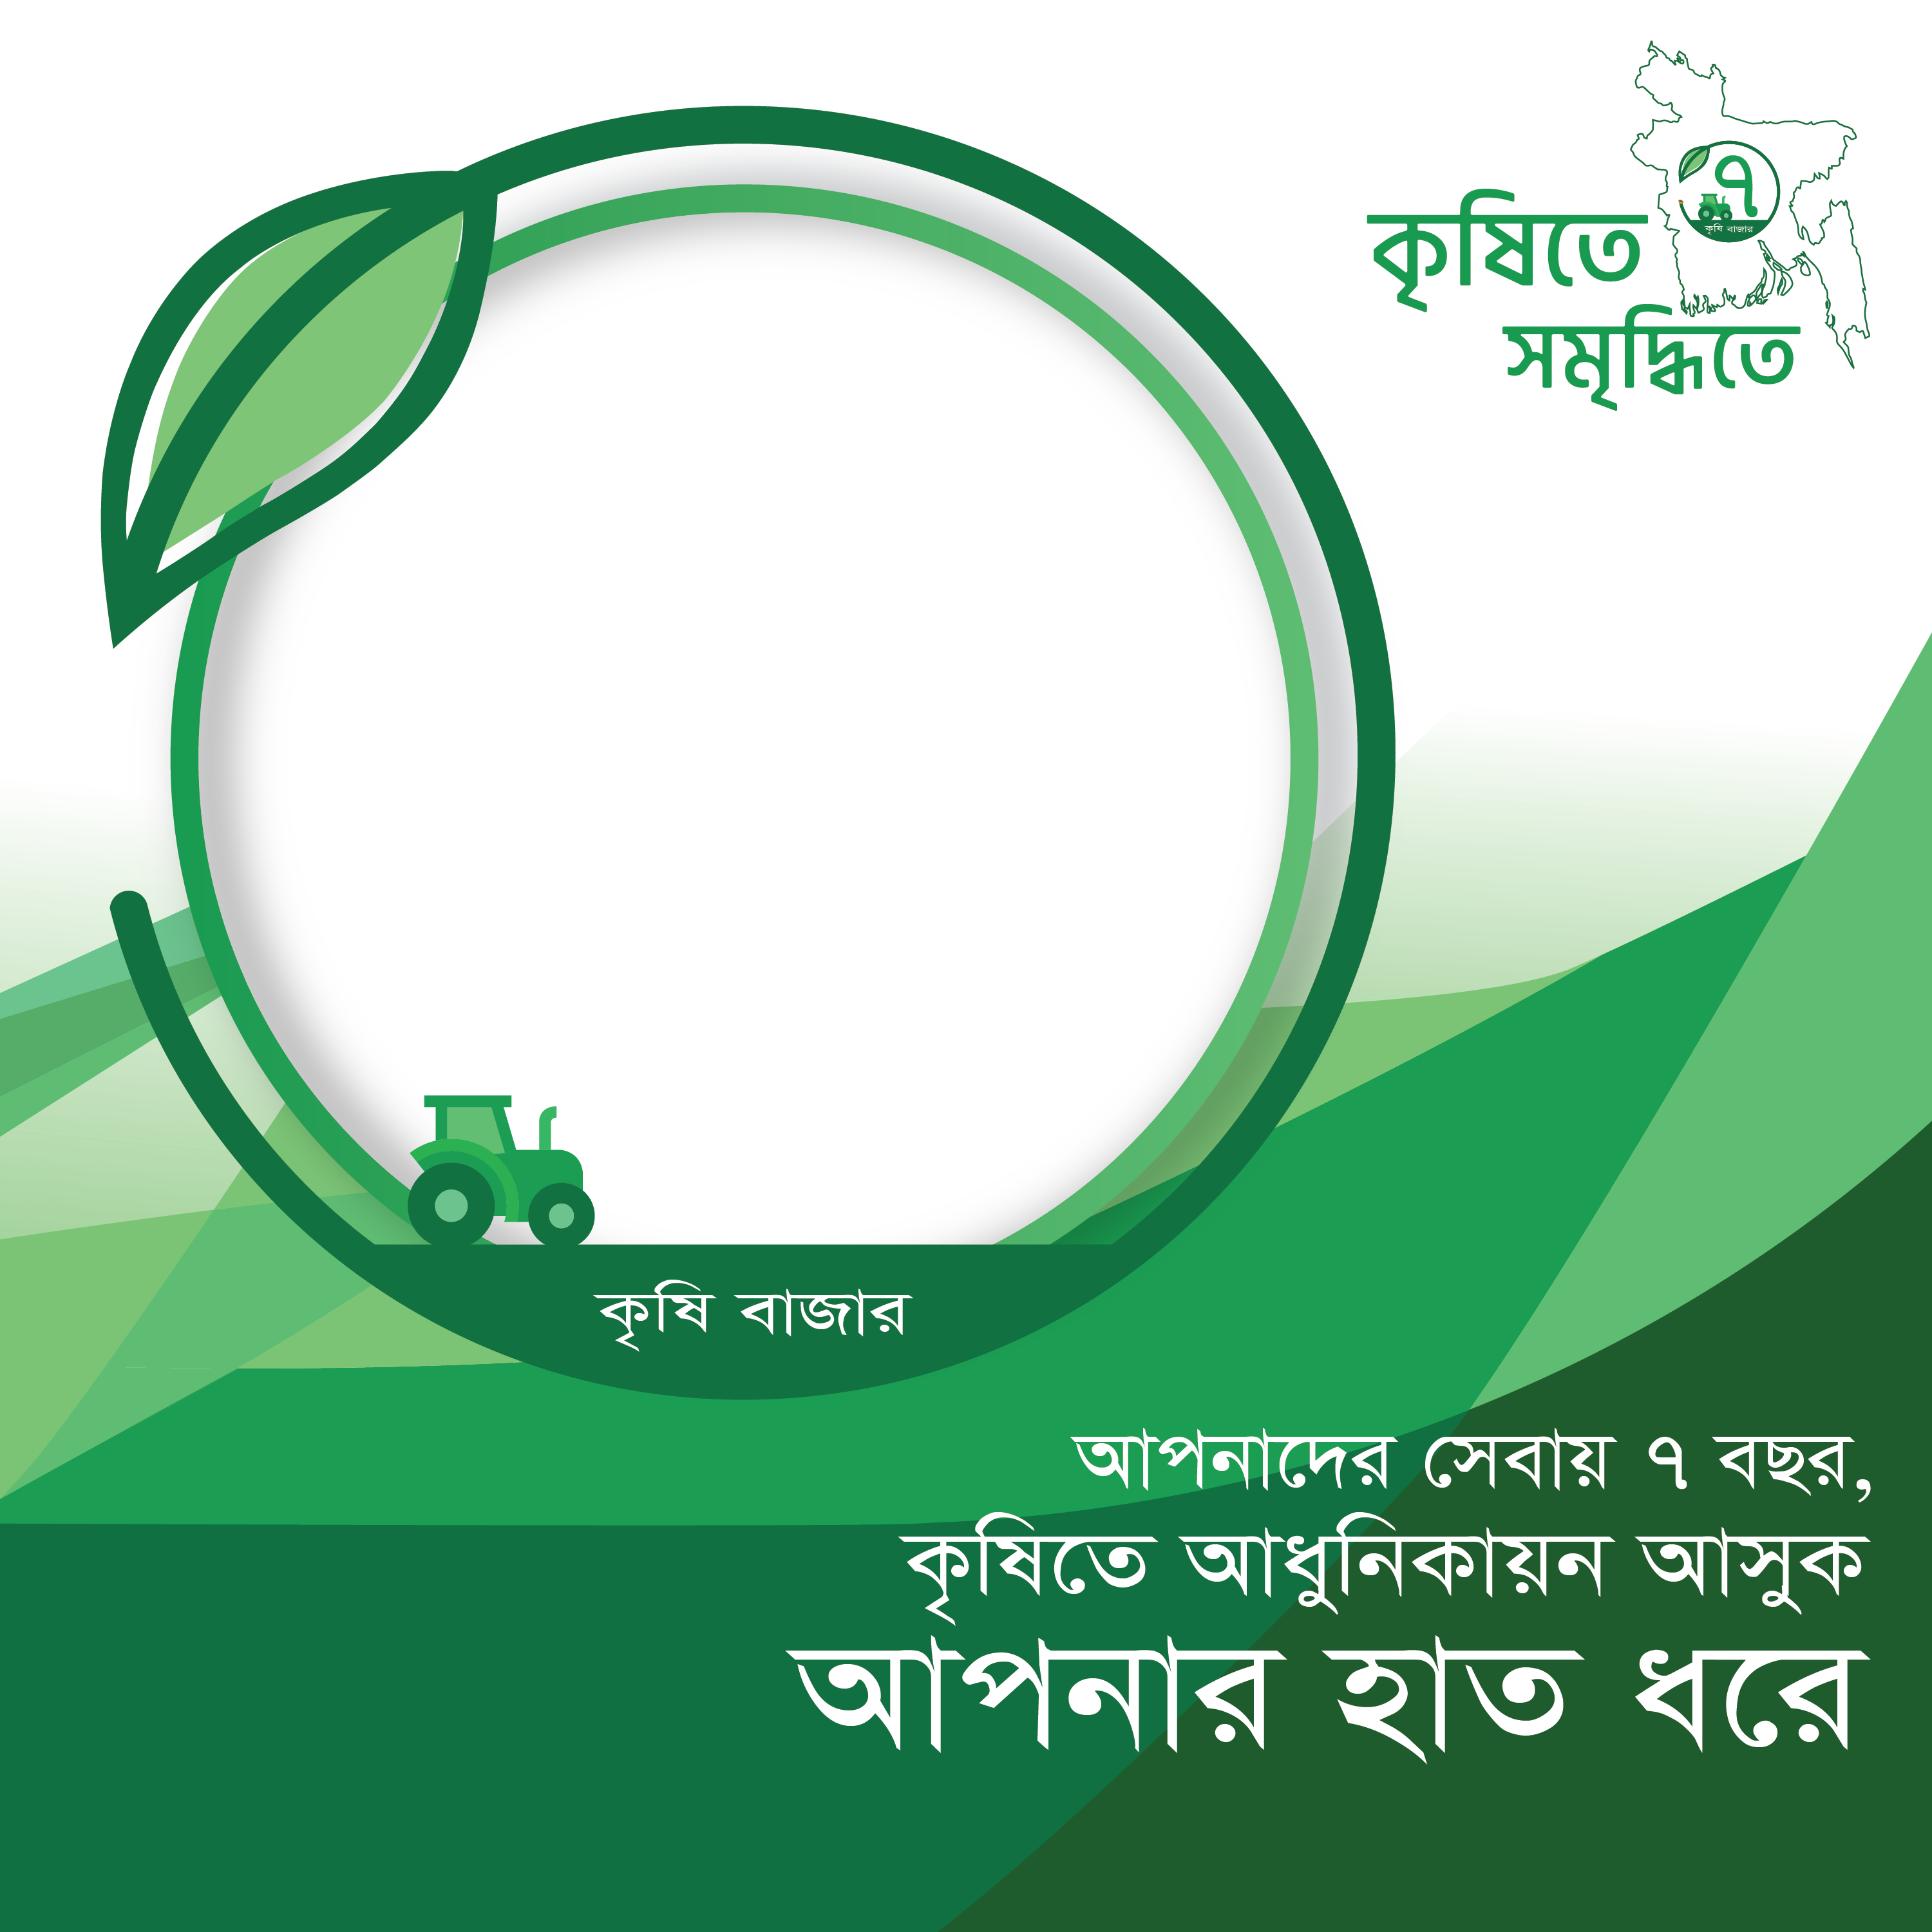 কৃষিতে
৭
কৃষি বাজার
সমৃদ্ধিতে
কৃষি বাজার
আপনাদের সেবায় ৭ বছর,
কৃষিতে আধুনিকায়ন আসুক
আপনার হাত ধরে